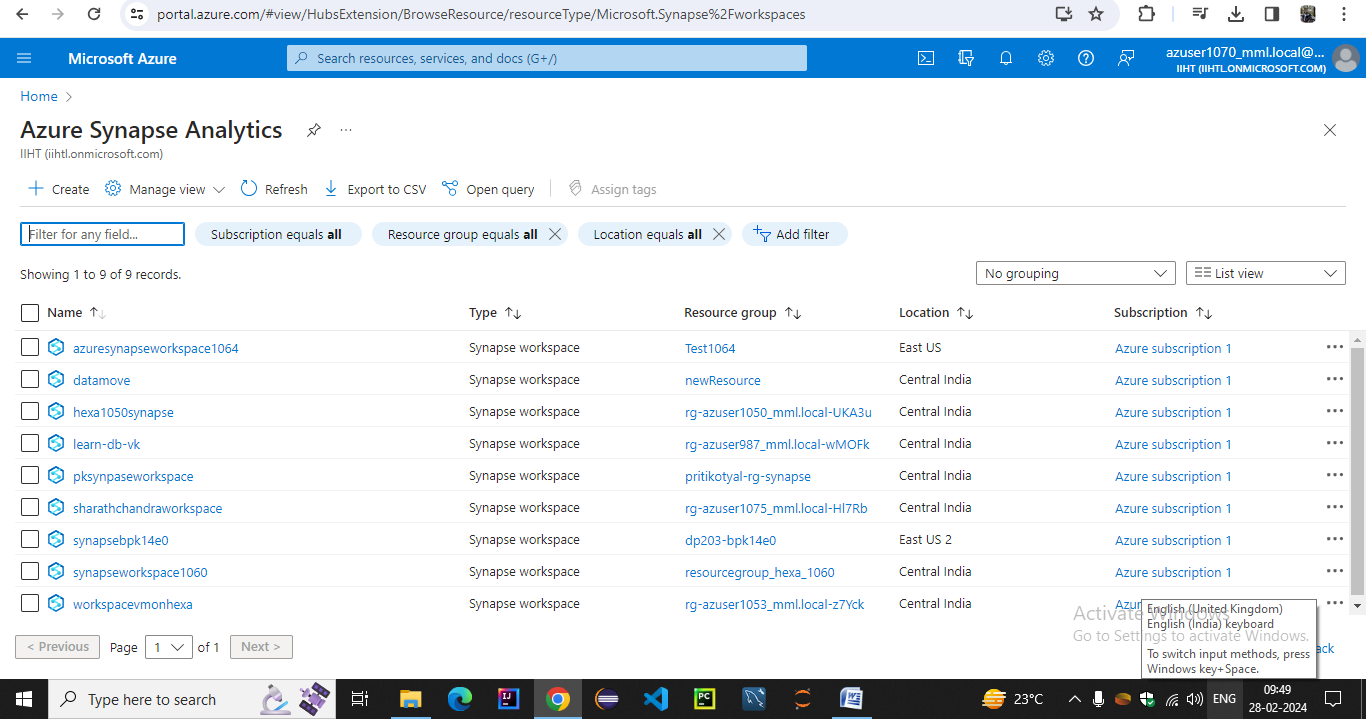 portal.azure.com/#view/HubsExtension/BrowseResource/resourceType/Microsoft.Synapse%2Fworkspaces
Microsoft Azure
Search resources, services, and docs (G+/)
azuser1070_mml.local@...
IIHT (IIHTL.ONMICROSOFT.COM)
Home
Azure Synapse Analytics
IIHT (iihtl.onmicrosoft.com)
Create Manage view Refresh Export to CSV Open query Assign tags
Filter for any field... Subscription equals all Resource group equals all Location equals all Add filter
Showing 1 to 9 of 9 records. No grouping List view
Name Type Resource group Location Subscription
azuresynapseworkspace1064 Synapse workspace Test1064 East US Azure subscription 1
datamove Synapse workspace newResource Central India Azure subscription 1
hexa1050synapse Synapse workspace rg-azuser1050_mml.local-UKA3u Central India Azure subscription 1
learn-db-vk Synapse workspace rg-azuser987_mml.local-wMOFk Central India Azure subscription 1
pksynpaseworkspace Synapse workspace pritikotyal-rg-synapse Central India Azure subscription 1
sharathchandraworkspace Synapse workspace rg-azuser1075_mml.local-Hl7Rb Central India Azure subscription 1
synapsebpk14e0 Synapse workspace dp203-bpk14e0 East US 2 Azure subscription 1
synapseworkspace1060 Synapse workspace resourcegroup_hexa_1060 Central India Azure subscription 1
workspacevmonhexa Synapse workspace rg-azuser1053_mml.local-z7Yck Central India
Activate Windows
Go to Settings to activate Windows.
English (United Kingdom)
English (India) keyboard
To switch input methods, press
Windows key+Space.
< Previous Page 1 of 1 Next >
Type here to search 23°C ENG 09:49
28-02-2024